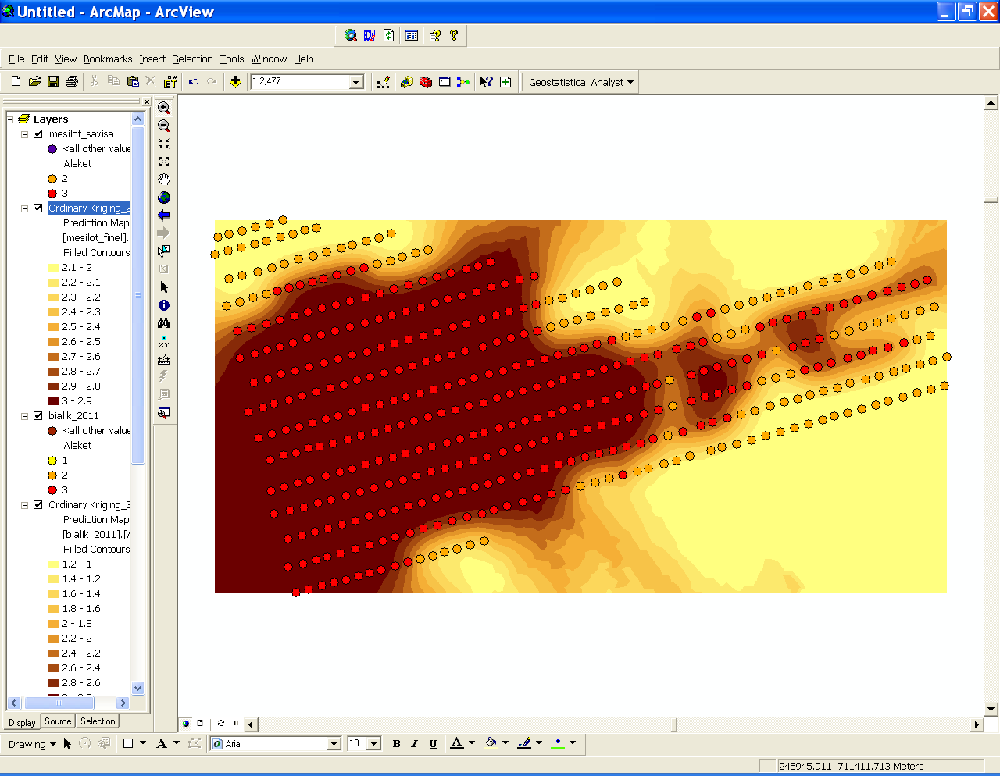 Untitled - ArcMap - ArcView
File Edit View Bookmarks Insert Selection Tools Window Help
1:2,477
Geostatistical Analyst
Layers
mesilot_savisa
<all other value
Aleket
2
3
Ordinary Kriging_2
Prediction Map
[mesilot_finel].
Filled Contours
2.1 - 2
2.2 - 2.1
2.3 - 2.2
2.4 - 2.3
2.5 - 2.4
2.6 - 2.5
2.7 - 2.6
2.8 - 2.7
2.9 - 2.8
3 - 2.9
bialik_2011
<all other value
Aleket
1
2
3
Ordinary Kriging_3
Prediction Map
[bialik_2011].[A
Filled Contours
1.2 - 1
1.4 - 1.2
1.6 - 1.4
1.8 - 1.6
2 - 1.8
2.2 - 2
2.4 - 2.2
2.6 - 2.4
2.8 - 2.6
Display Source Selection
Drawing A Arial 10 B I U A
245945.911 711411.713 Meters